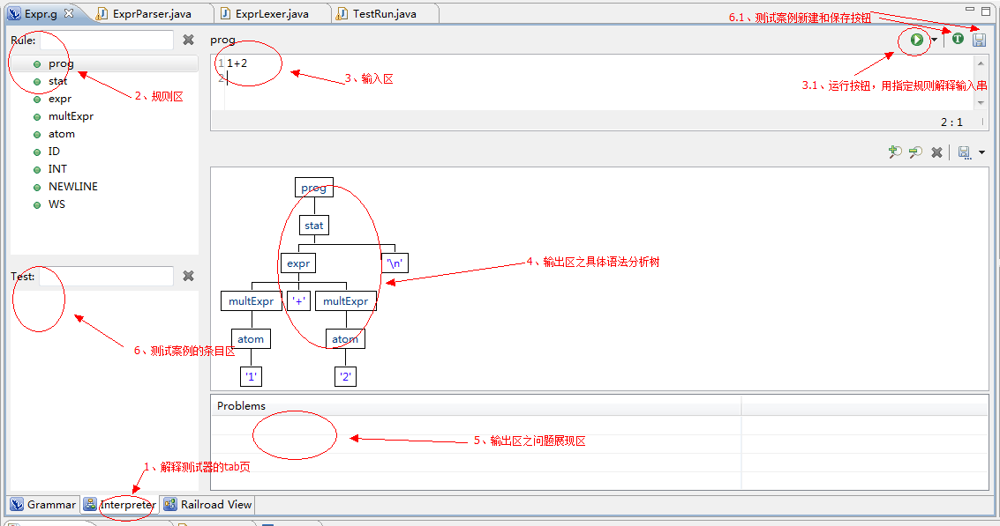 Expr.g
ExprParser.java
ExprLexer.java
TestRun.java
6.1、测试案例新建和保存按钮
Rule:
prog
stat
expr
multExpr
atom
ID
INT
NEWLINE
WS
2、规则区
prog
1 1+2
2
3、输入区
3.1、运行按钮，用指定规则解释输入串
2 : 1
prog
stat
expr
'\n'
multExpr
'+'
multExpr
atom
atom
'1'
'2'
4、输出区之具体语法分析树
Test:
6、测试案例的条目区
Problems
5、输出区之问题展现区
1、解释测试器的tab页
Grammar
Interpreter
Railroad View